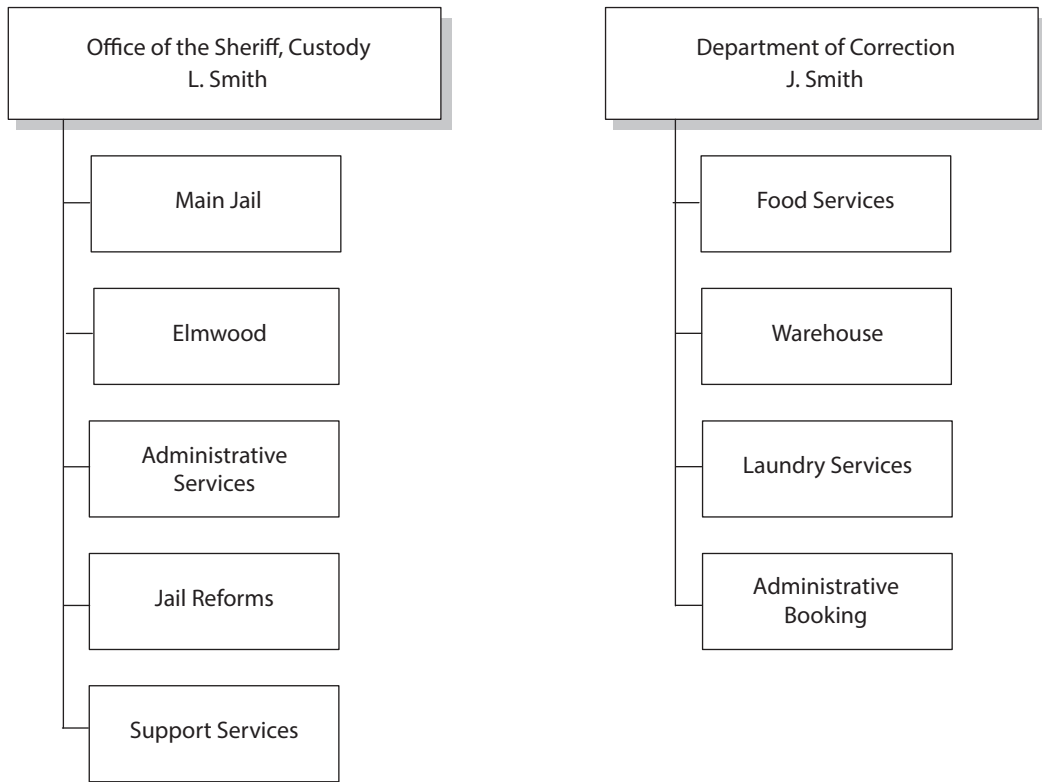 Office of the Sheriff, Custody
L. Smith
Main Jail
Elmwood
Administrative
Services
Jail Reforms
Support Services
Department of Correction
J. Smith
Food Services
Warehouse
Laundry Services
Administrative
Booking